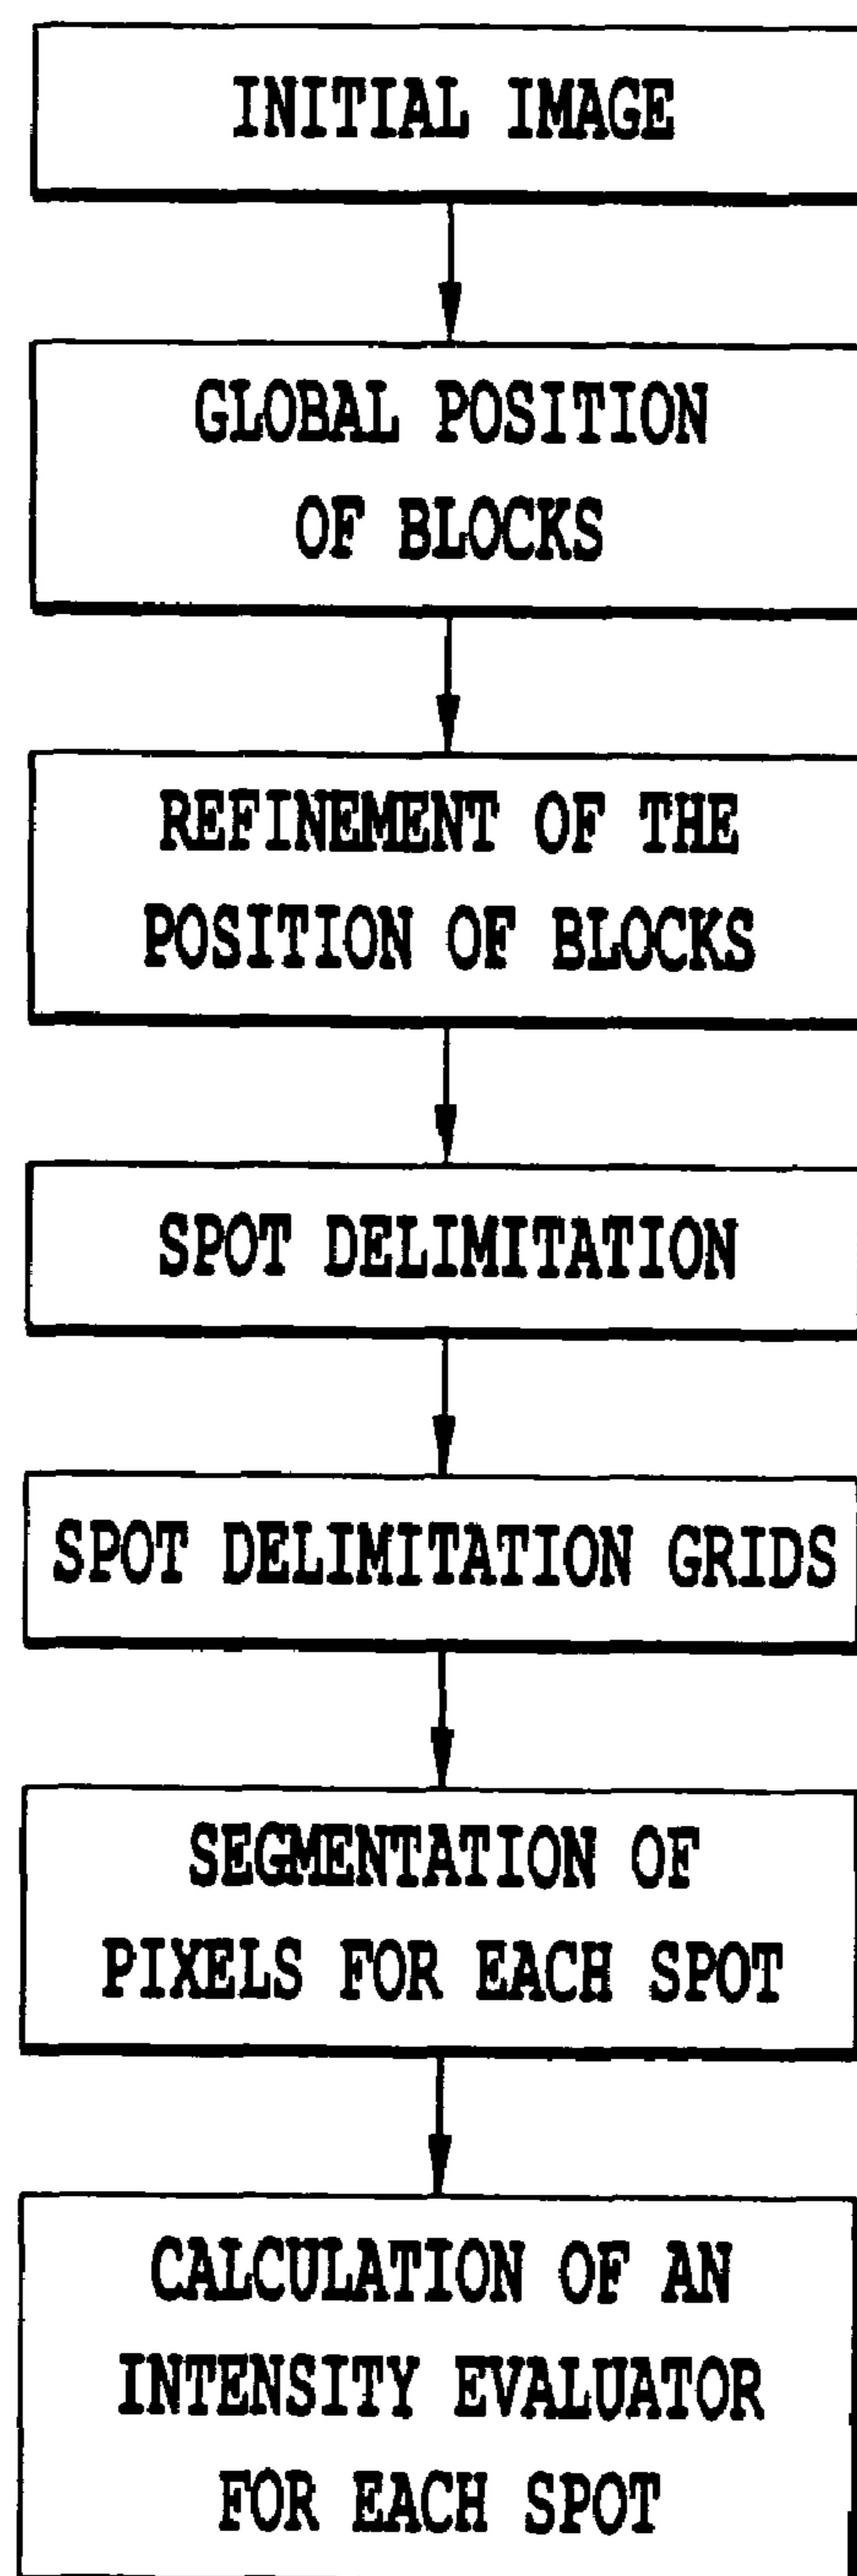 INITIAL IMAGE
GLOBAL POSITION
OF BLOCKS
REFINEMENT OF THE
POSITION OF BLOCKS
SPOT DELIMITATION
SPOT DELIMITATION GRIDS
SEGMENTATION OF
PIXELS FOR EACH SPOT
CALCULATION OF AN
INTENSITY EVALUATOR
FOR EACH SPOT